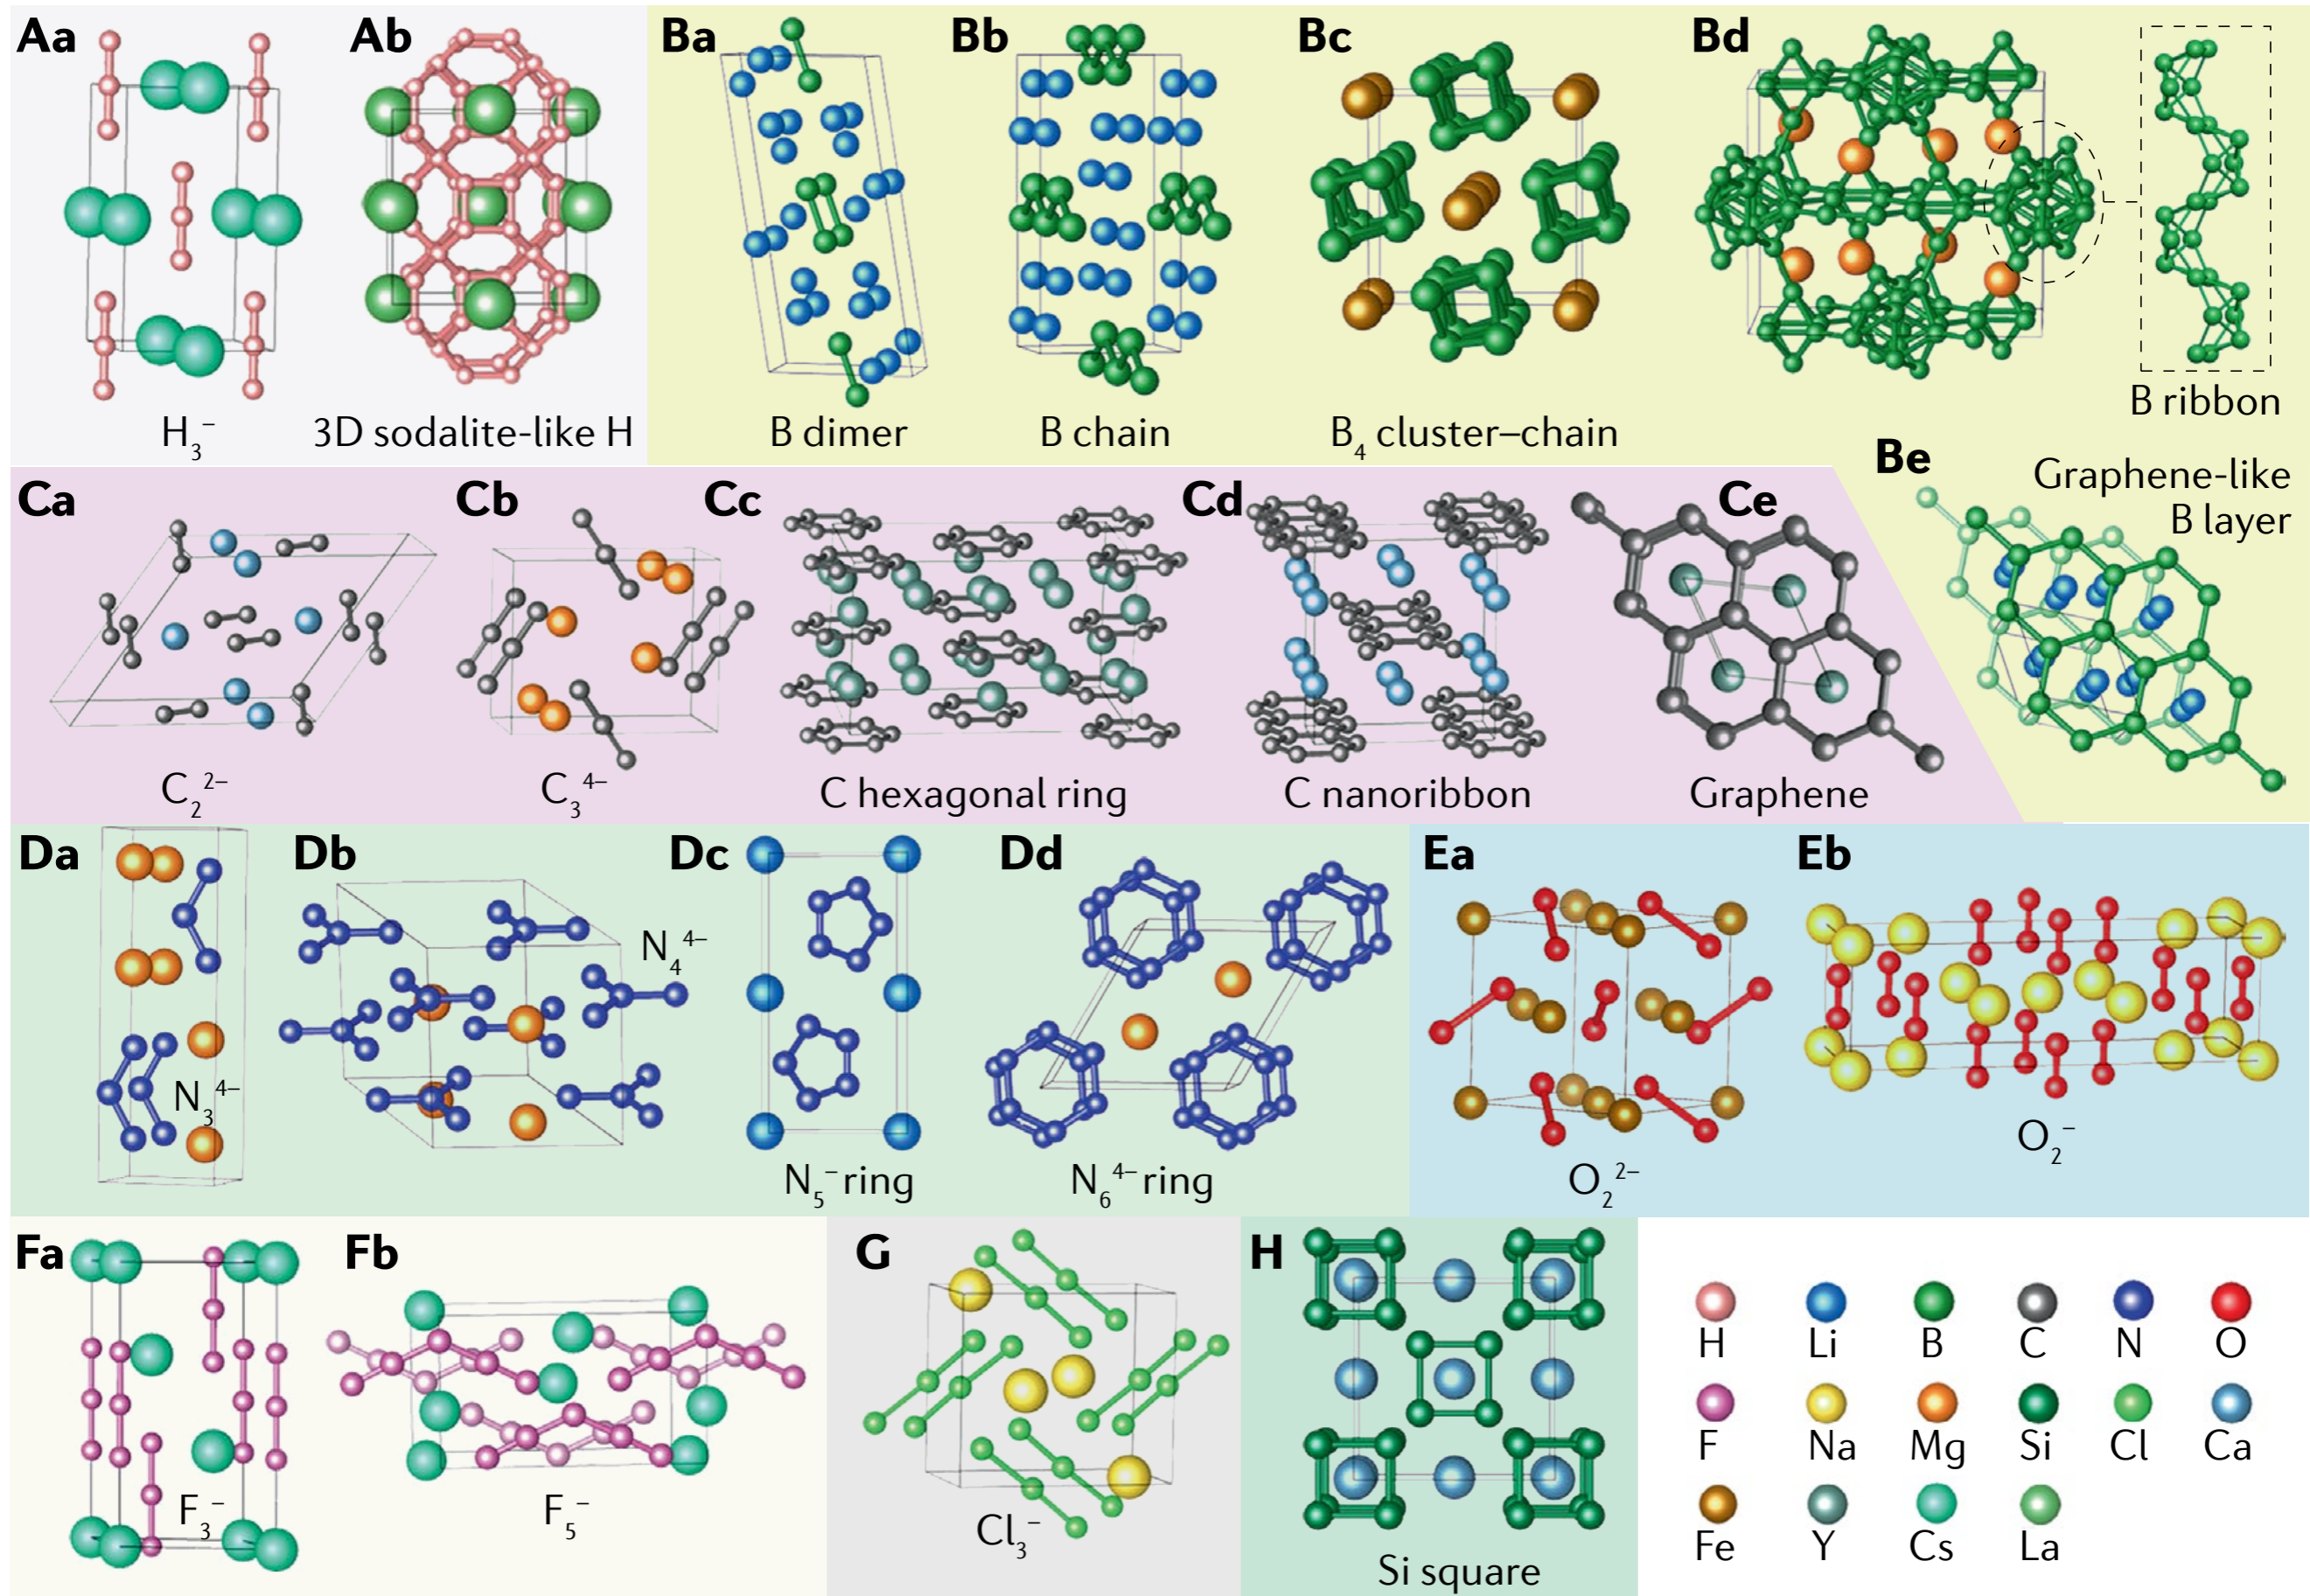 Aa
Ab
Ba
Bb
Bc
Bd
H₃⁻
3D sodalite-like H
B dimer
B chain
B₄ cluster–chain
B ribbon
Be
Graphene-like
B layer
Ca
Cb
Cc
Cd
Ce
C₂²⁻
C₃⁴⁻
C hexagonal ring
C nanoribbon
Graphene
Da
Db
Dc
Dd
Ea
Eb
N₄⁴⁻
N₃⁴⁻
N₅⁻ ring
N₆⁴⁻ ring
O₂²⁻
O₂⁻
Fa
Fb
G
H
F₃⁻
F₅⁻
Cl₃⁻
Si square
H Li B C N O
F Na Mg Si Cl Ca
Fe Y Cs La